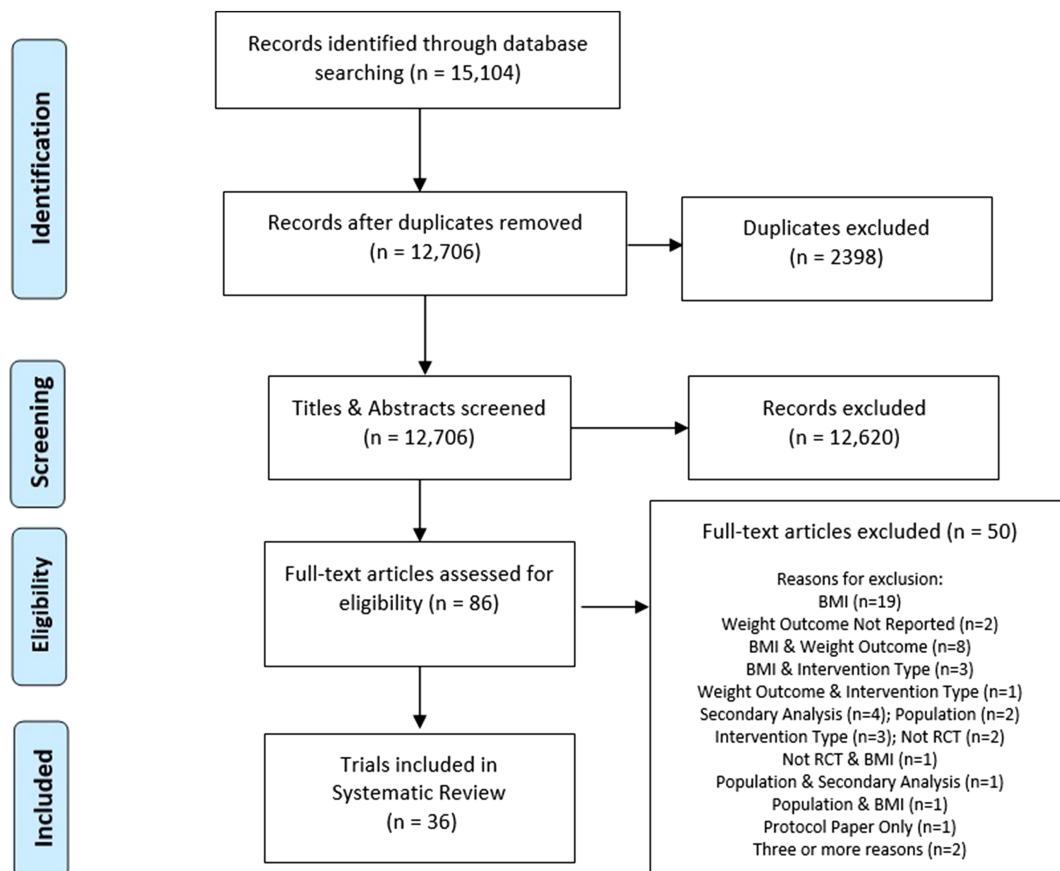 Identification
Records identified through database
searching (n = 15,104)
Records after duplicates removed
(n = 12,706)
Duplicates excluded
(n = 2398)
Screening
Titles & Abstracts screened
(n = 12,706)
Records excluded
(n = 12,620)
Eligibility
Full-text articles assessed for
eligibility (n = 86)
Full-text articles excluded (n = 50)
Reasons for exclusion:
BMI (n=19)
Weight Outcome Not Reported (n=2)
BMI & Weight Outcome (n=8)
BMI & Intervention Type (n=3)
Weight Outcome & Intervention Type (n=1)
Secondary Analysis (n=4); Population (n=2)
Intervention Type (n=3); Not RCT (n=2)
Not RCT & BMI (n=1)
Population & Secondary Analysis (n=1)
Population & BMI (n=1)
Protocol Paper Only (n=1)
Three or more reasons (n=2)
Included
Trials included in
Systematic Review
(n = 36)